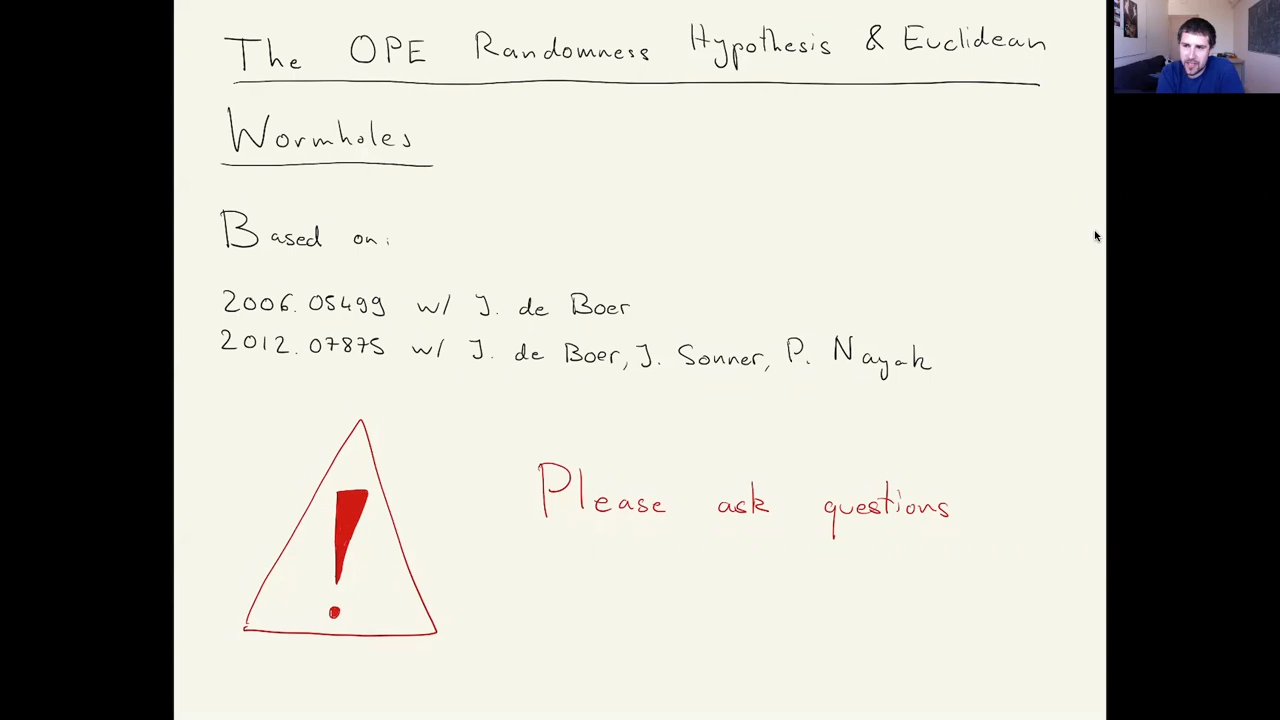 The OPE Randomness Hypothesis & Euclidean
Wormholes
Based on:
2006.05499 w/ J. de Boer
2012.07875 w/ J. de Boer, J. Sonner, P. Nayak
!
Please ask questions